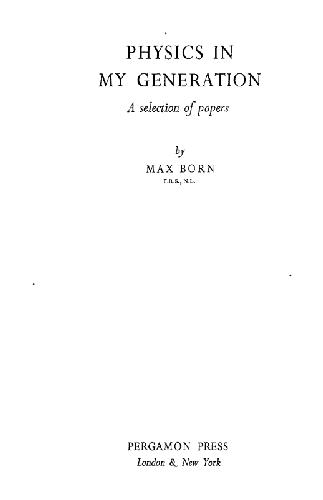 PHYSICS IN
MY GENERATION
A selection of papers
by
MAX BORN
F.R.S., N.L.
PERGAMON PRESS
London & New York